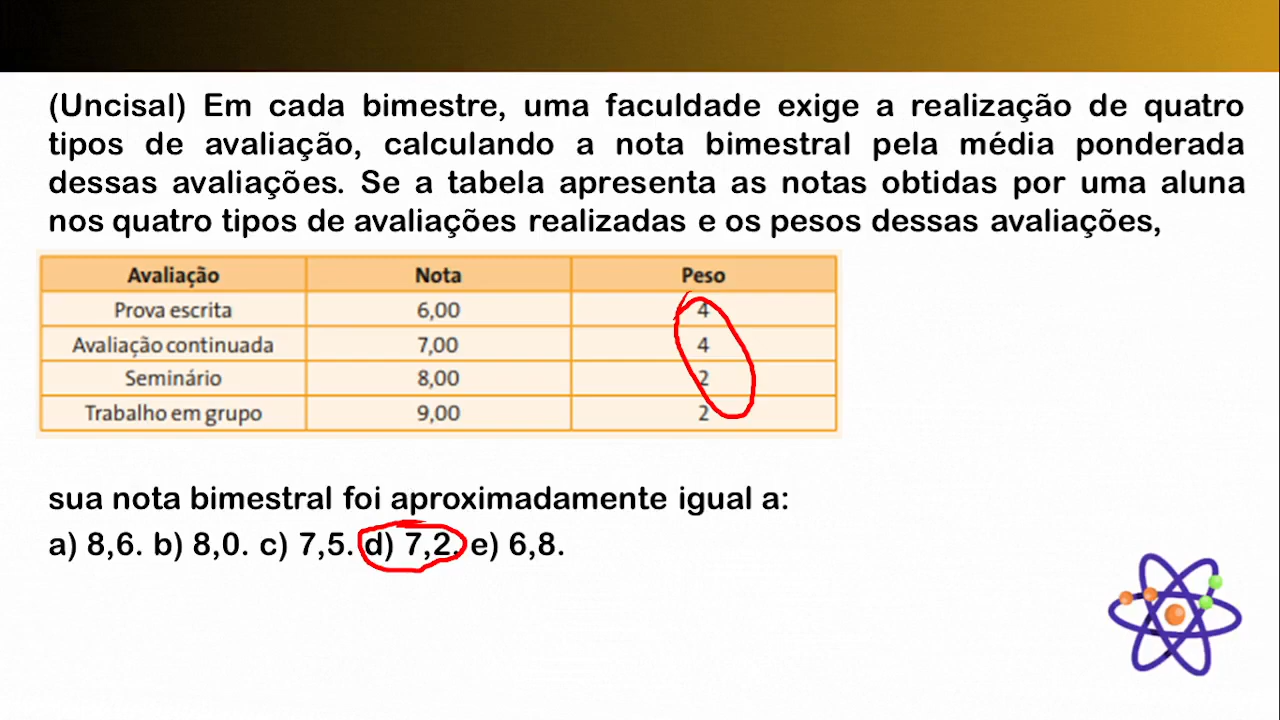 (Uncisal) Em cada bimestre, uma faculdade exige a realização de quatro
tipos de avaliação, calculando a nota bimestral pela média ponderada
dessas avaliações. Se a tabela apresenta as notas obtidas por uma aluna
nos quatro tipos de avaliações realizadas e os pesos dessas avaliações,
Avaliação Nota Peso
Prova escrita 6,00 4
Avaliação continuada 7,00 4
Seminário 8,00 2
Trabalho em grupo 9,00 2
sua nota bimestral foi aproximadamente igual a:
a) 8,6. b) 8,0. c) 7,5. d) 7,2. e) 6,8.